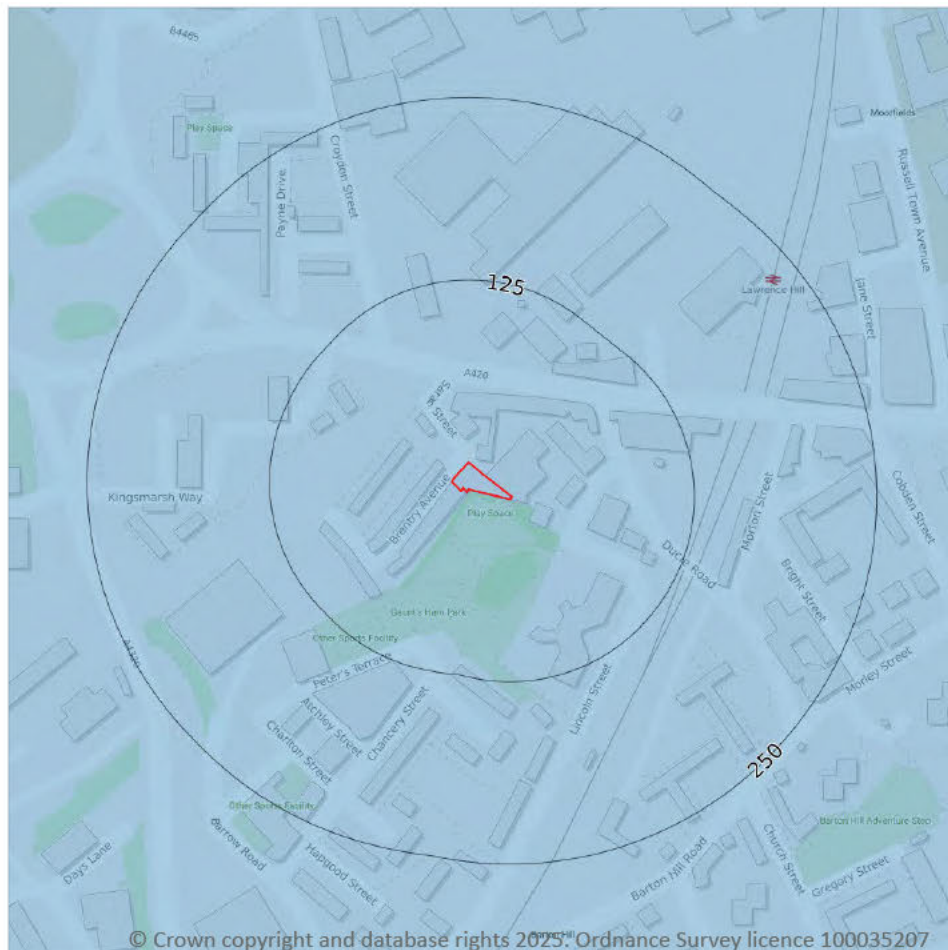 B4465
Play Space
Moorfields
Croydon Street
Payne Drive
Russell Town Avenue
125
Lawrence Hill
Jane Street
A420
Street
Kingsmarsh Way
Brentry Avenue
Play Space
Cobden Street
Morton Street
Ducie Road
Bright Street
Gaunt's Ham Park
Other Sports Facility
Peter's Terrace
Morley Street
Lincoln Street
Atchley Street
Chancery Street
Charlton Street
250
Other Sports Facility
Barton Hill Adventure
Days Lane
Barrow Road
Hapgood Street
Barton Hill Road
Church Street
Gregory Street
Barton Hill
© Crown copyright and database rights 2025. Ordnance Survey licence 100035207